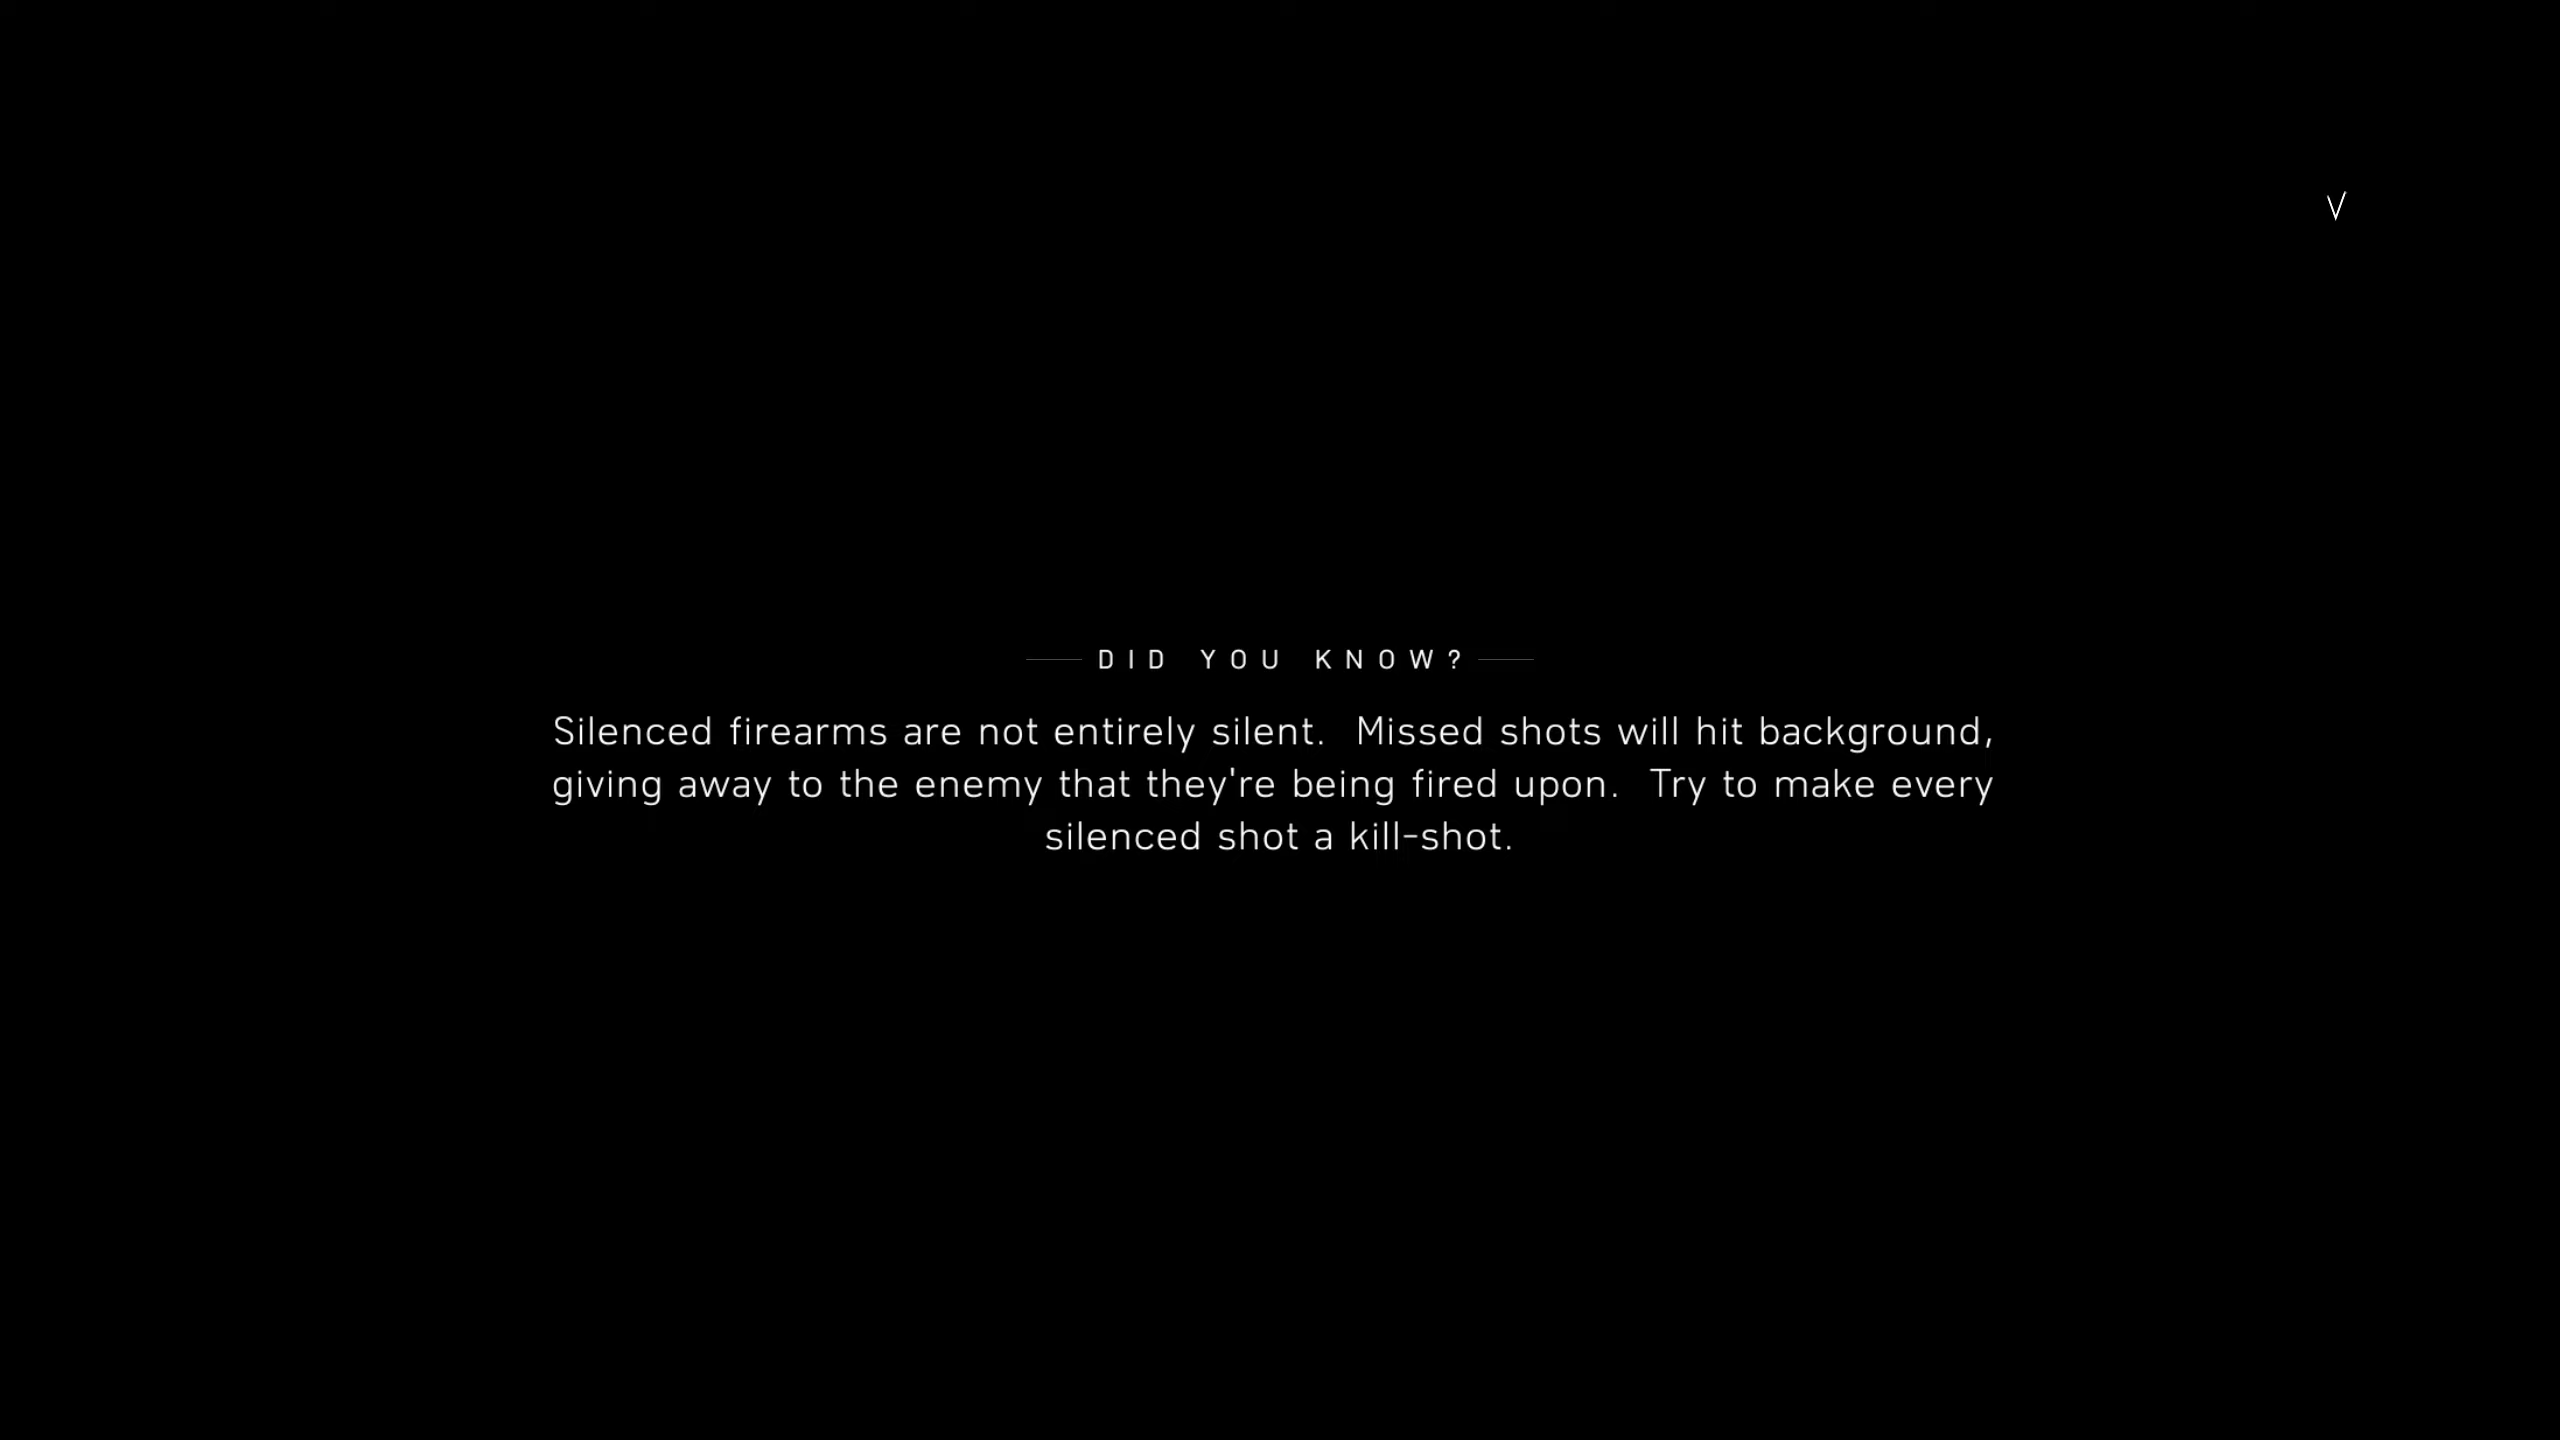 V
DID YOU KNOW?
Silenced firearms are not entirely silent.  Missed shots will hit background,
giving away to the enemy that they're being fired upon.  Try to make every
silenced shot a kill-shot.